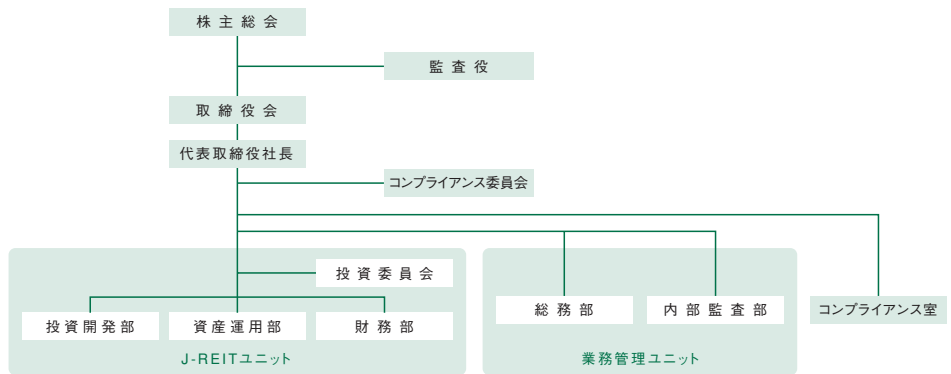 株主総会
監査役
取締役会
代表取締役社長
コンプライアンス委員会
投資委員会
投資開発部
資産運用部
財務部
J-REITユニット
総務部
内部監査部
業務管理ユニット
コンプライアンス室